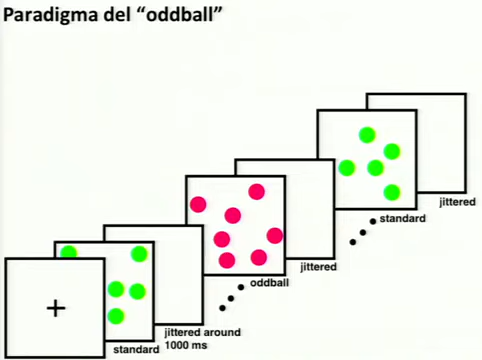 Paradigma del “oddball”
jittered
standard
jittered
oddball
jittered around
1000 ms
standard
+